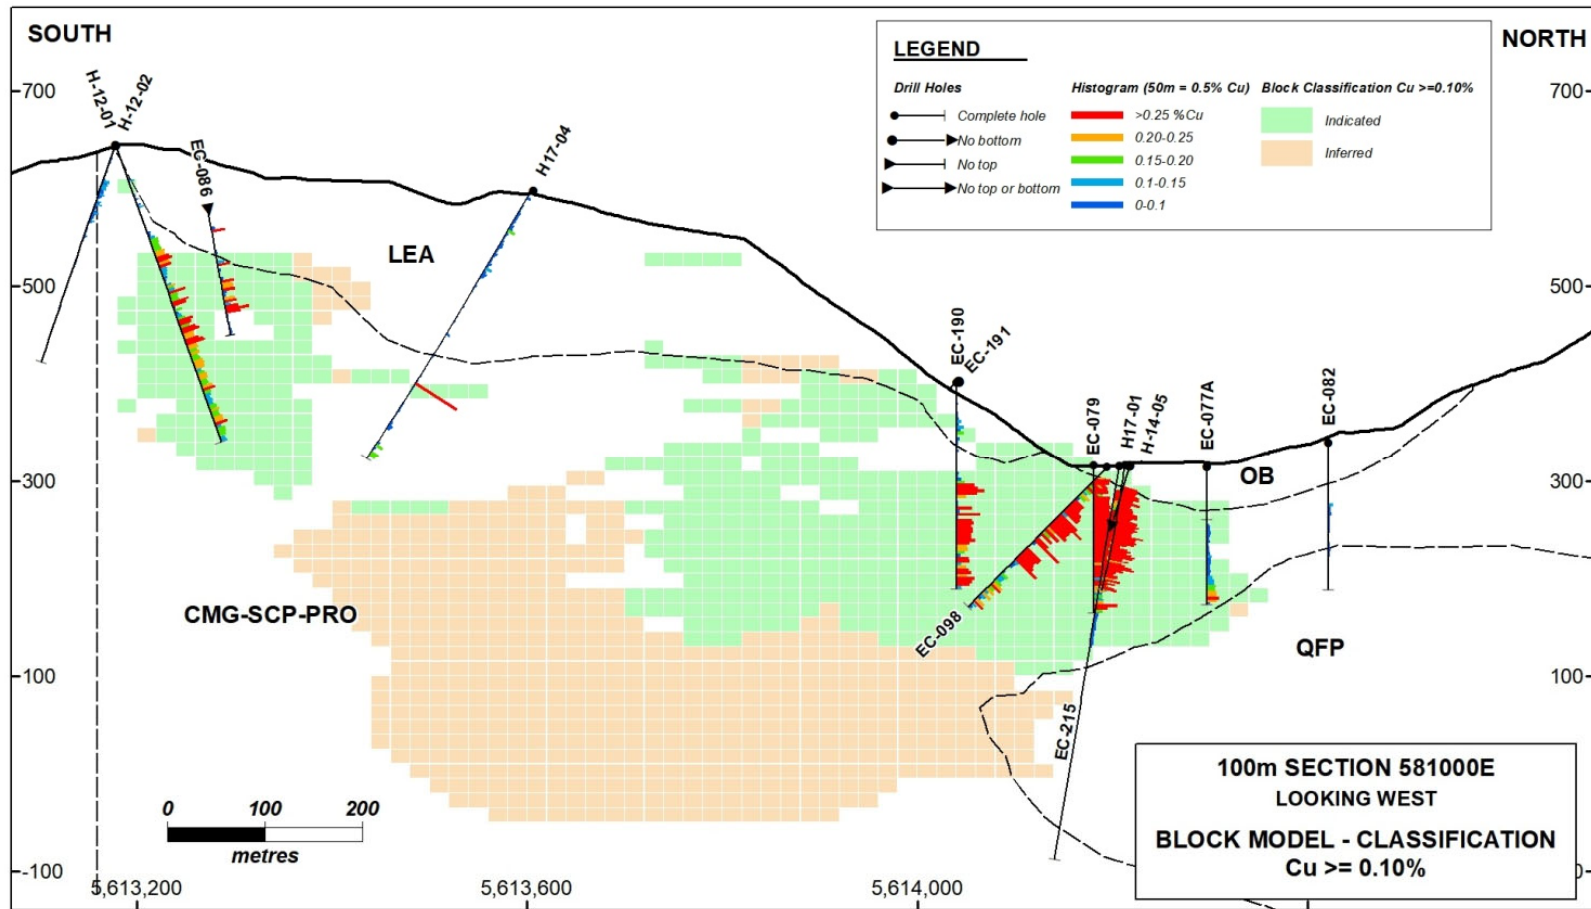 SOUTH
NORTH
LEGEND
Drill Holes
Complete hole
No bottom
No top
No top or bottom
Histogram (50m = 0.5% Cu)
>0.25 %Cu
0.20-0.25
0.15-0.20
0.1-0.15
0-0.1
Block Classification Cu >=0.10%
Indicated
Inferred
700
700
500
500
300
300
100
100
-100
H-12-01
H-12-02
EC-086
H17-04
LEA
EC-190
EC-191
EC-079
H17-01
H-14-05
EC-077A
EC-082
OB
CMG-SCP-PRO
EC-098
QFP
EC-215
0 100 200
metres
5,613,200
5,613,600
5,614,000
100m SECTION 581000E
LOOKING WEST
BLOCK MODEL - CLASSIFICATION
Cu >= 0.10%